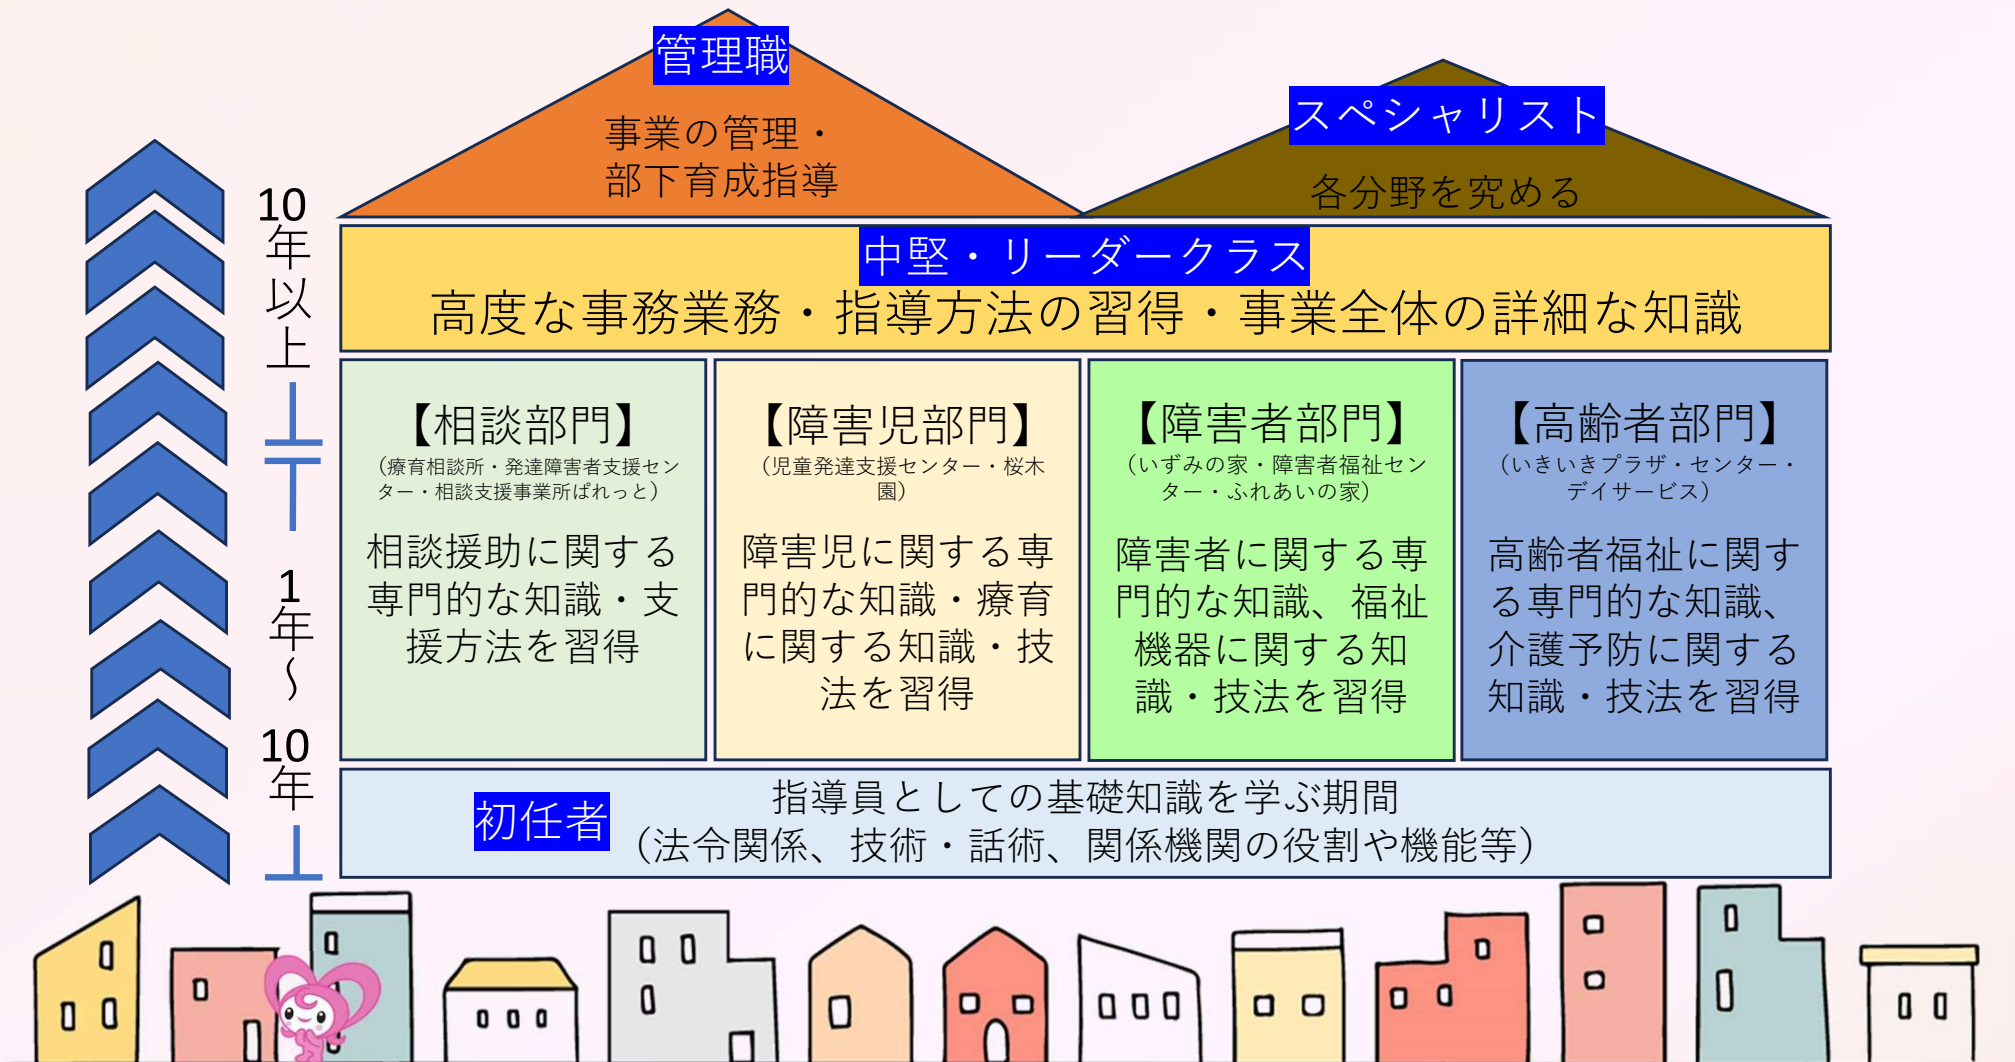 管理職
事業の管理・
部下育成指導
スペシャリスト
各分野を究める
10年以上
中堅・リーダークラス
高度な事務業務・指導方法の習得・事業全体の詳細な知識
【相談部門】
（療育相談所・発達障害者支援セン
ター・相談支援事業所ぱれっと）
相談援助に関する
専門的な知識・支
援方法を習得
【障害児部門】
（児童発達支援センター・桜木
園）
障害児に関する専
門的な知識・療育
に関する知識・技
法を習得
【障害者部門】
（いずみの家・障害者福祉セン
ター・ふれあいの家）
障害者に関する専
門的な知識、福祉
機器に関する知
識・技法を習得
【高齢者部門】
（いきいきプラザ・センター・
デイサービス）
高齢者福祉に関す
る専門的な知識、
介護予防に関する
知識・技法を習得
1年～10年
初任者
指導員としての基礎知識を学ぶ期間
（法令関係、技術・話術、関係機関の役割や機能等）